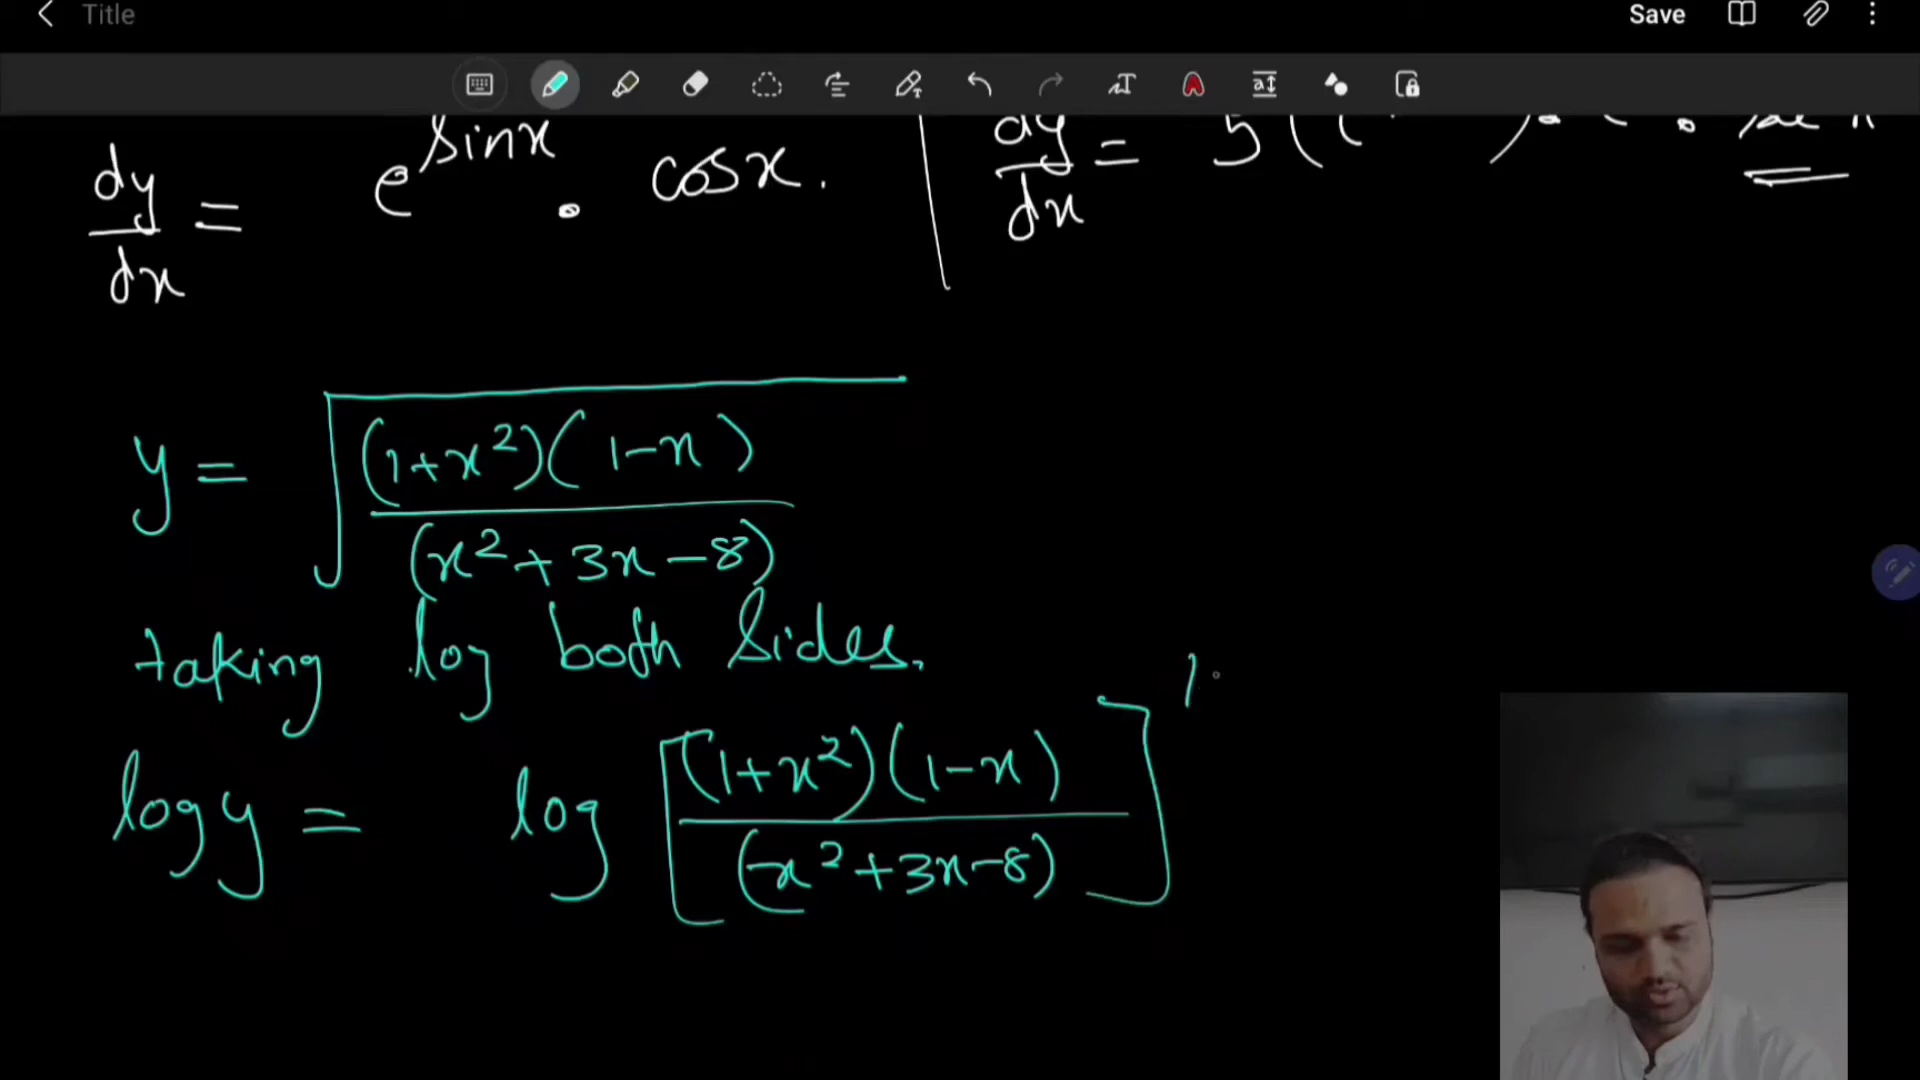 Title Save
dy/dx = e^sinx . cosx.
dy/dx = 5(
y = √((1+x²)(1-x)/(x²+3x-8))
taking log both sides.
log y = log [(1+x²)(1-x)/(x²+3x-8)]